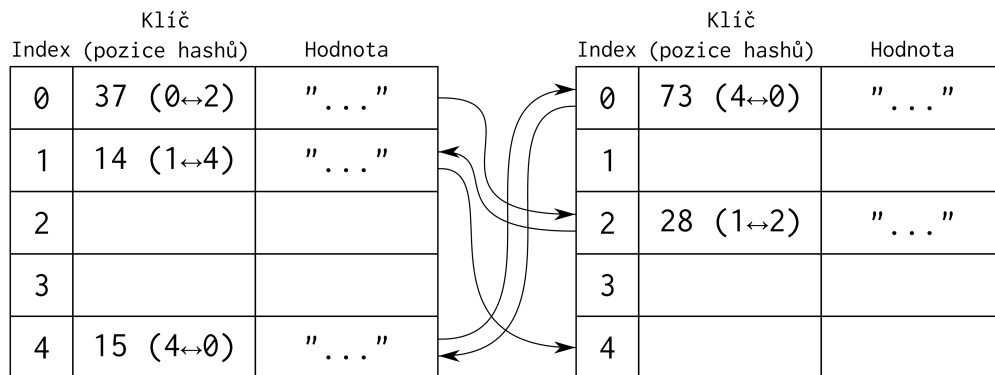 Klíč Klíč
Index (pozice hashů) Hodnota Index (pozice hashů) Hodnota
0 37 (0↔2) "..." 0 73 (4↔0) "..."
1 14 (1↔4) "..." 1
2 2 28 (1↔2) "..."
3 3
4 15 (4↔0) "..." 4